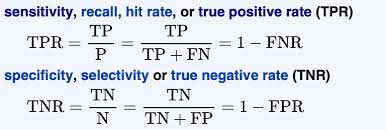 sensitivity, recall, hit rate, or true positive rate (TPR)
TPR = TP/P = TP/(TP + FN) = 1 − FNR
specificity, selectivity or true negative rate (TNR)
TNR = TN/N = TN/(TN + FP) = 1 − FPR